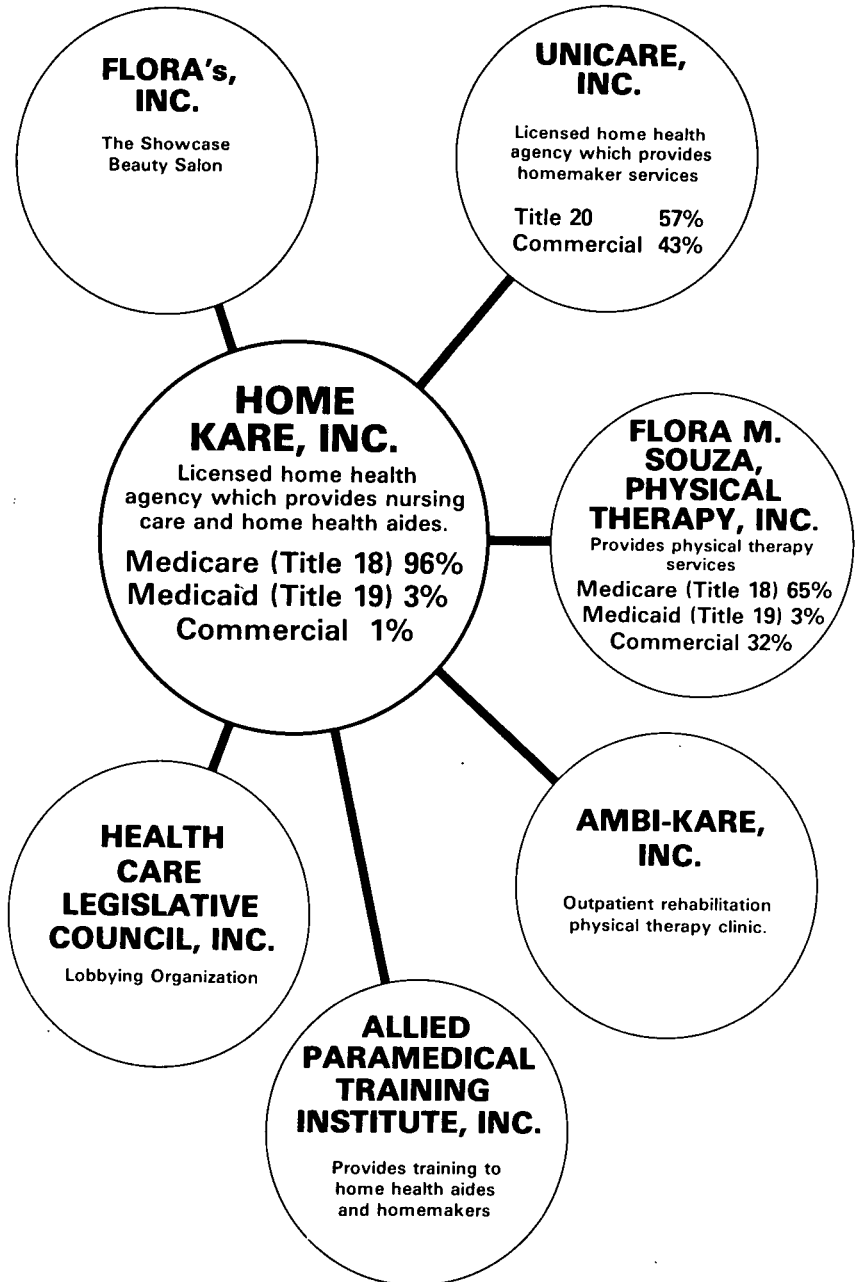 FLORA's,
INC.
The Showcase
Beauty Salon
UNICARE,
INC.
Licensed home health
agency which provides
homemaker services
Title 20 57%
Commercial 43%
HOME
KARE, INC.
Licensed home health
agency which provides nursing
care and home health aides.
Medicare (Title 18) 96%
Medicaid (Title 19) 3%
Commercial 1%
FLORA M.
SOUZA,
PHYSICAL
THERAPY, INC.
Provides physical therapy
services
Medicare (Title 18) 65%
Medicaid (Title 19) 3%
Commercial 32%
HEALTH
CARE
LEGISLATIVE
COUNCIL, INC.
Lobbying Organization
AMBI-KARE,
INC.
Outpatient rehabilitation
physical therapy clinic.
ALLIED
PARAMEDICAL
TRAINING
INSTITUTE, INC.
Provides training to
home health aides
and homemakers